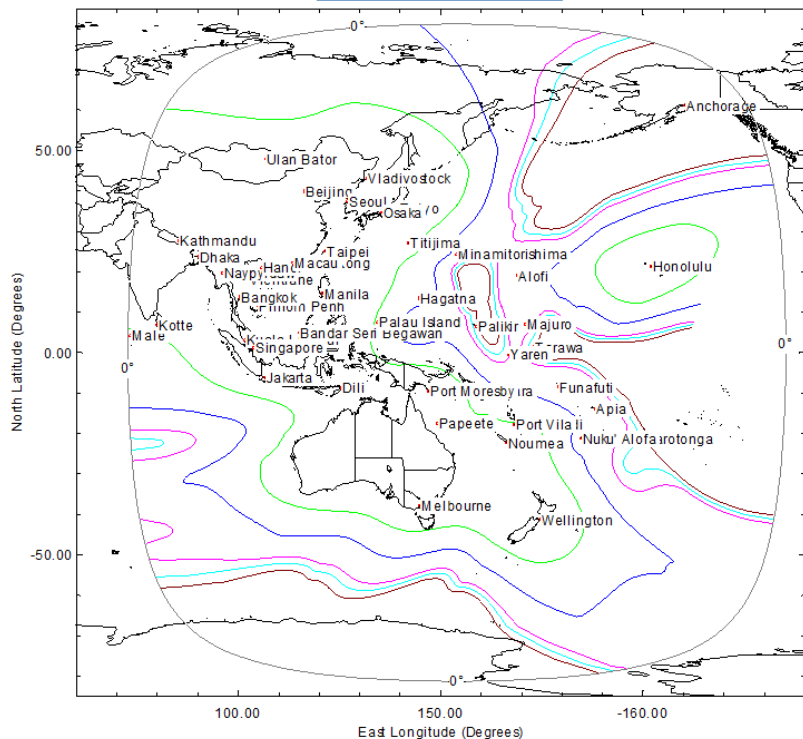 0°
Anchorage
50.00
Ulan Bator
Vladivostock
Beijing
Seoul
Osaka
Kathmandu
Titijima
Dhaka
Taipei
Minamitorishima
Macau
Honolulu
Alofi
Bangkok
Manila
Hagatna
Penh
Kotte
Palau Island
Palikir
Majuro
Male
Bandar Seri Begawan
0.00
Singapore
Yaren
0°
0°
Jakarta
Dili
Port Moresby
Funafuti
Apia
Papeete
Port Vila
Noumea
Nuku' Alofa
Melbourne
Wellington
-50.00
0°
100.00
150.00
-160.00
East Longitude (Degrees)
North Latitude (Degrees)